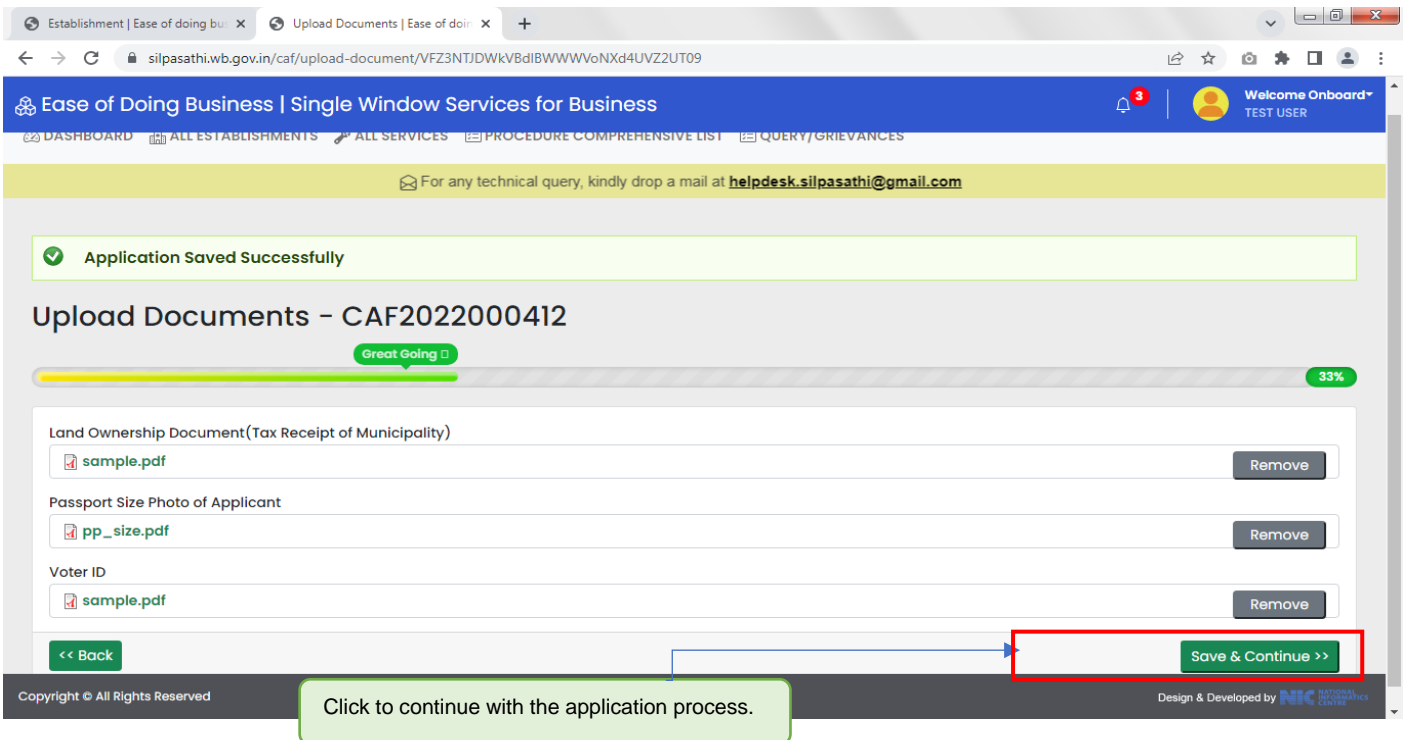 Establishment | Ease of doing bu
Upload Documents | Ease of doin
silpasathi.wb.gov.in/caf/upload-document/VFZ3NTJDWkVBdlBWWWVoNXd4UVZ2UT09
Ease of Doing Business | Single Window Services for Business
3
Welcome Onboard
TEST USER
DASHBOARD ALL ESTABLISHMENTS ALL SERVICES PROCEDURE COMPREHENSIVE LIST QUERY/GRIEVANCES
For any technical query, kindly drop a mail at helpdesk.silpasathi@gmail.com
Application Saved Successfully
Upload Documents - CAF2022000412
Great Going
33%
Land Ownership Document(Tax Receipt of Municipality)
sample.pdf
Remove
Passport Size Photo of Applicant
pp_size.pdf
Remove
Voter ID
sample.pdf
Remove
<< Back
Save & Continue >>
Copyright © All Rights Reserved
Click to continue with the application process.
Design & Developed by NIC NATIONAL
INFORMATICS
CENTRE